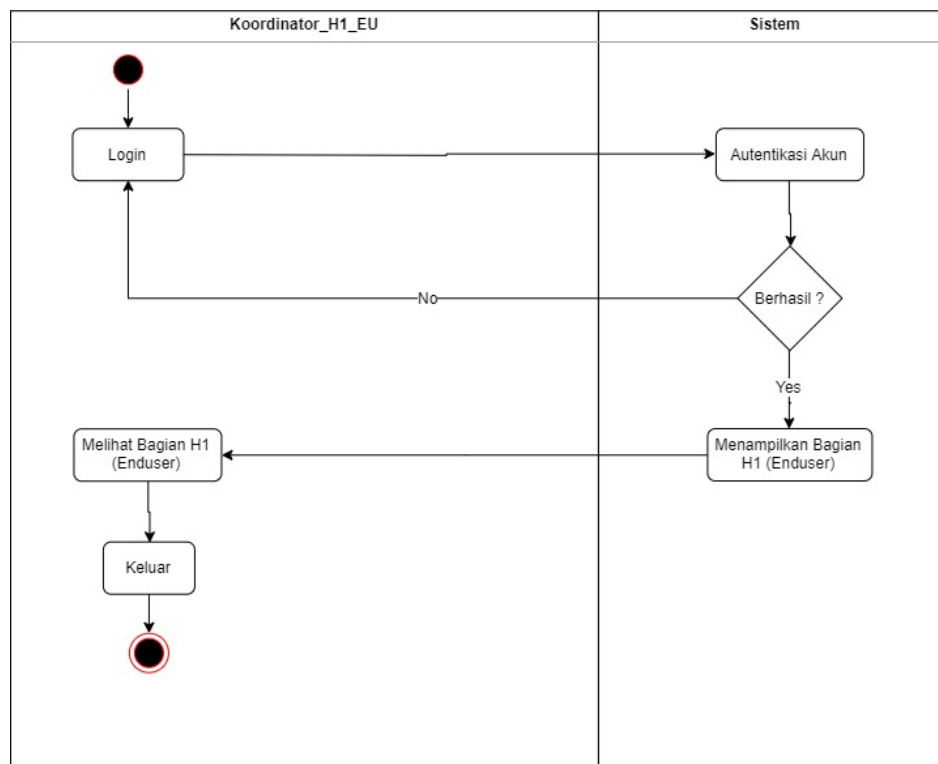 Koordinator_H1_EU
Sistem
Login
Autentikasi Akun
Berhasil ?
No
Yes
Melihat Bagian H1
(Enduser)
Menampilkan Bagian
H1 (Enduser)
Keluar